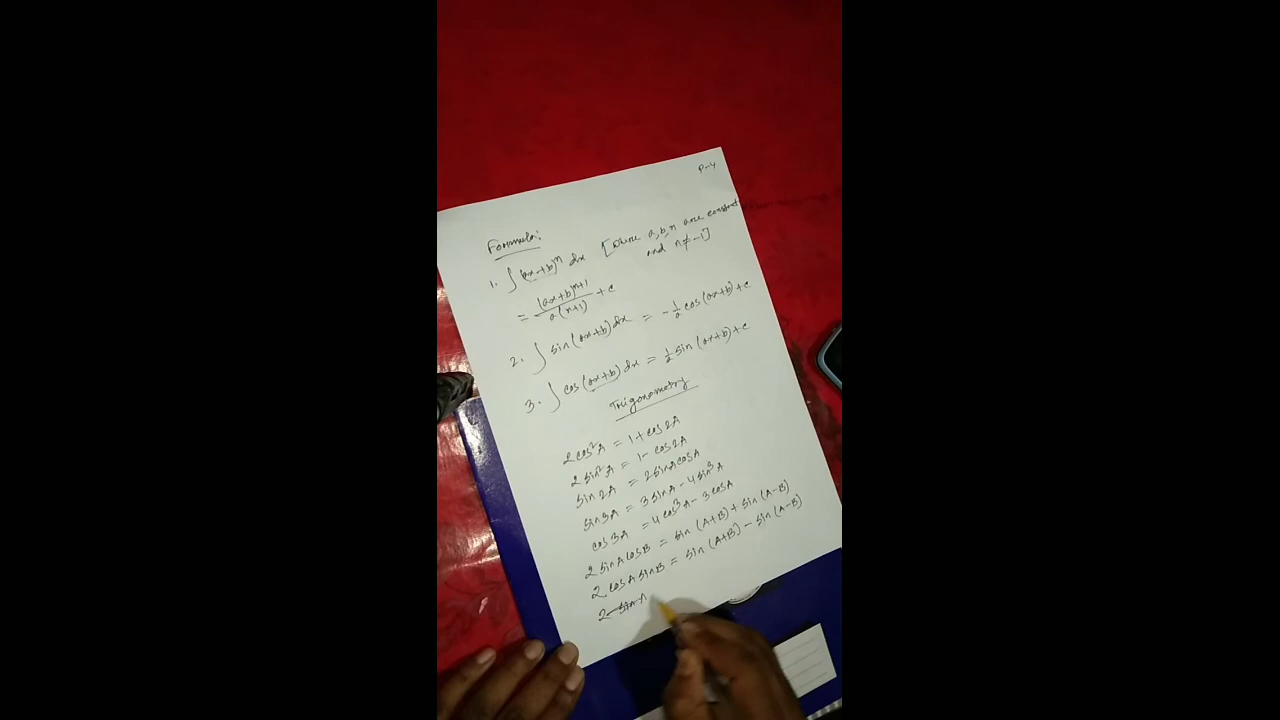 P-4
Formula:
1. ∫(ax+b)ⁿ dx [where a, b, n are constant
and n≠-1]
= (ax+b)ⁿ⁺¹/a(n+1) + c
2. ∫sin(ax+b)dx = -1/a cos(ax+b)+c
3. ∫cos(ax+b)dx = 1/a sin(ax+b)+c
Trigonometry
2cos²A = 1+cos2A
2sin²A = 1-cos2A
sin2A = 2sinAcosA
sin3A = 3sinA-4sin³A
cos3A = 4cos³A-3cosA
2sinAcosB = sin(A+B)+sin(A-B)
2cosAsinB = sin(A+B)-sin(A-B)
2